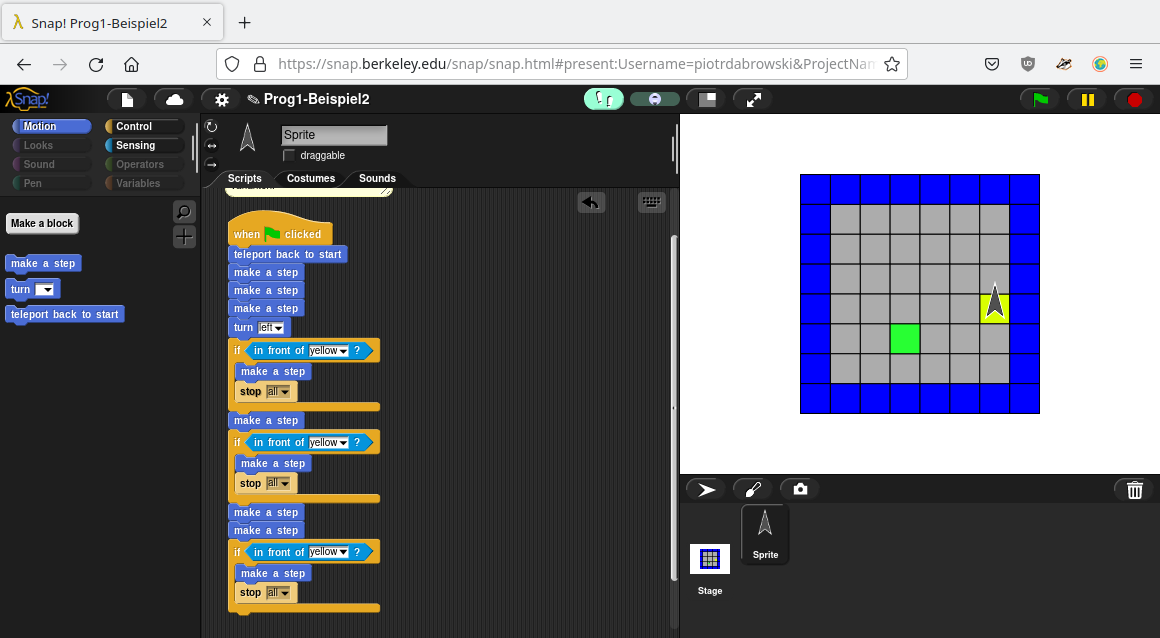 Snap! Prog1-Beispiel2
https://snap.berkeley.edu/snap/snap.html#present:Username=piotrdabrowski&ProjectNam
Snap!
Prog1-Beispiel2
Motion
Control
Looks
Sensing
Sound
Operators
Pen
Variables
Make a block
make a step
turn
teleport back to start
Sprite
draggable
Scripts
Costumes
Sounds
when clicked
teleport back to start
make a step
make a step
make a step
turn left
if in front of yellow ?
make a step
stop all
make a step
if in front of yellow ?
make a step
stop all
make a step
make a step
if in front of yellow ?
make a step
stop all
Stage
Sprite